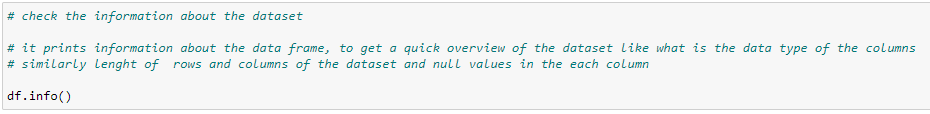 # check the information about the dataset
# it prints information about the data frame, to get a quick overview of the dataset like what is the data type of the columns
# similarly lenght of  rows and columns of the dataset and null values in the each column
df.info()